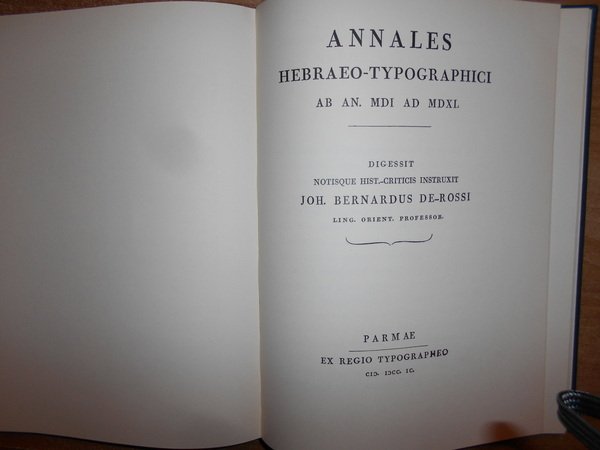 ANNALES
HEBRAEO-TYPOGRAPHICI
AB AN. MDI AD MDXL
DIGESSIT
NOTISQUE HIST.-CRITICIS INSTRUXIT
JOH. BERNARDUS DE-ROSSI
LING. ORIENT. PROFESSOR.
PARMAE
EX REGIO TYPOGRAPHEO
CIƆ. IƆCC. IC.